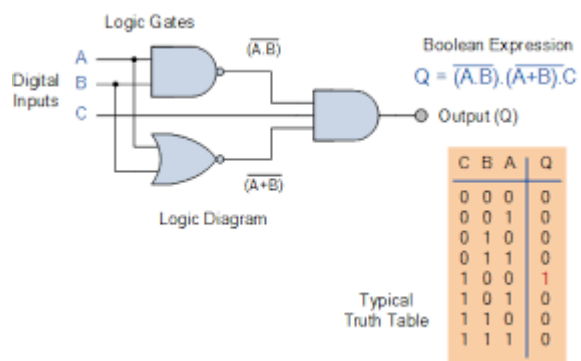 Logic Gates
A
B
C
Digital
Inputs
(A.B)
(A+B)
Logic Diagram
Boolean Expression
Q = (A.B).(A+B).C
Output (Q)
C B A Q
0 0 0 0
0 0 1 0
0 1 0 0
0 1 1 0
1 0 0 1
1 0 1 0
1 1 0 0
1 1 1 0
Typical
Truth Table